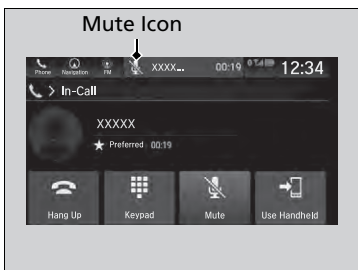 Mute Icon
Phone Navigation FM XXXX... 00:19 12:34
> In-Call
XXXXX
★ Preferred 00:19
Hang Up Keypad Mute Use Handheld